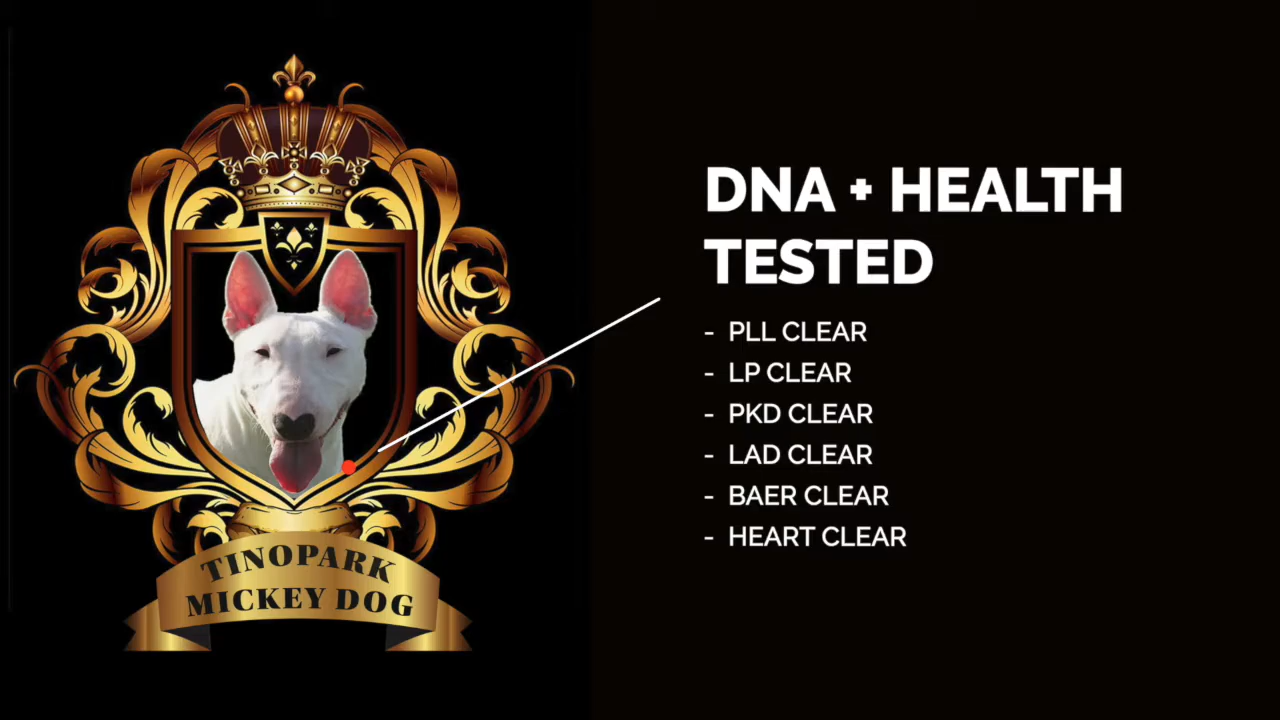 TINOPARK
MICKEY DOG
DNA + HEALTH
TESTED
- PLL CLEAR
- LP CLEAR
- PKD CLEAR
- LAD CLEAR
- BAER CLEAR
- HEART CLEAR